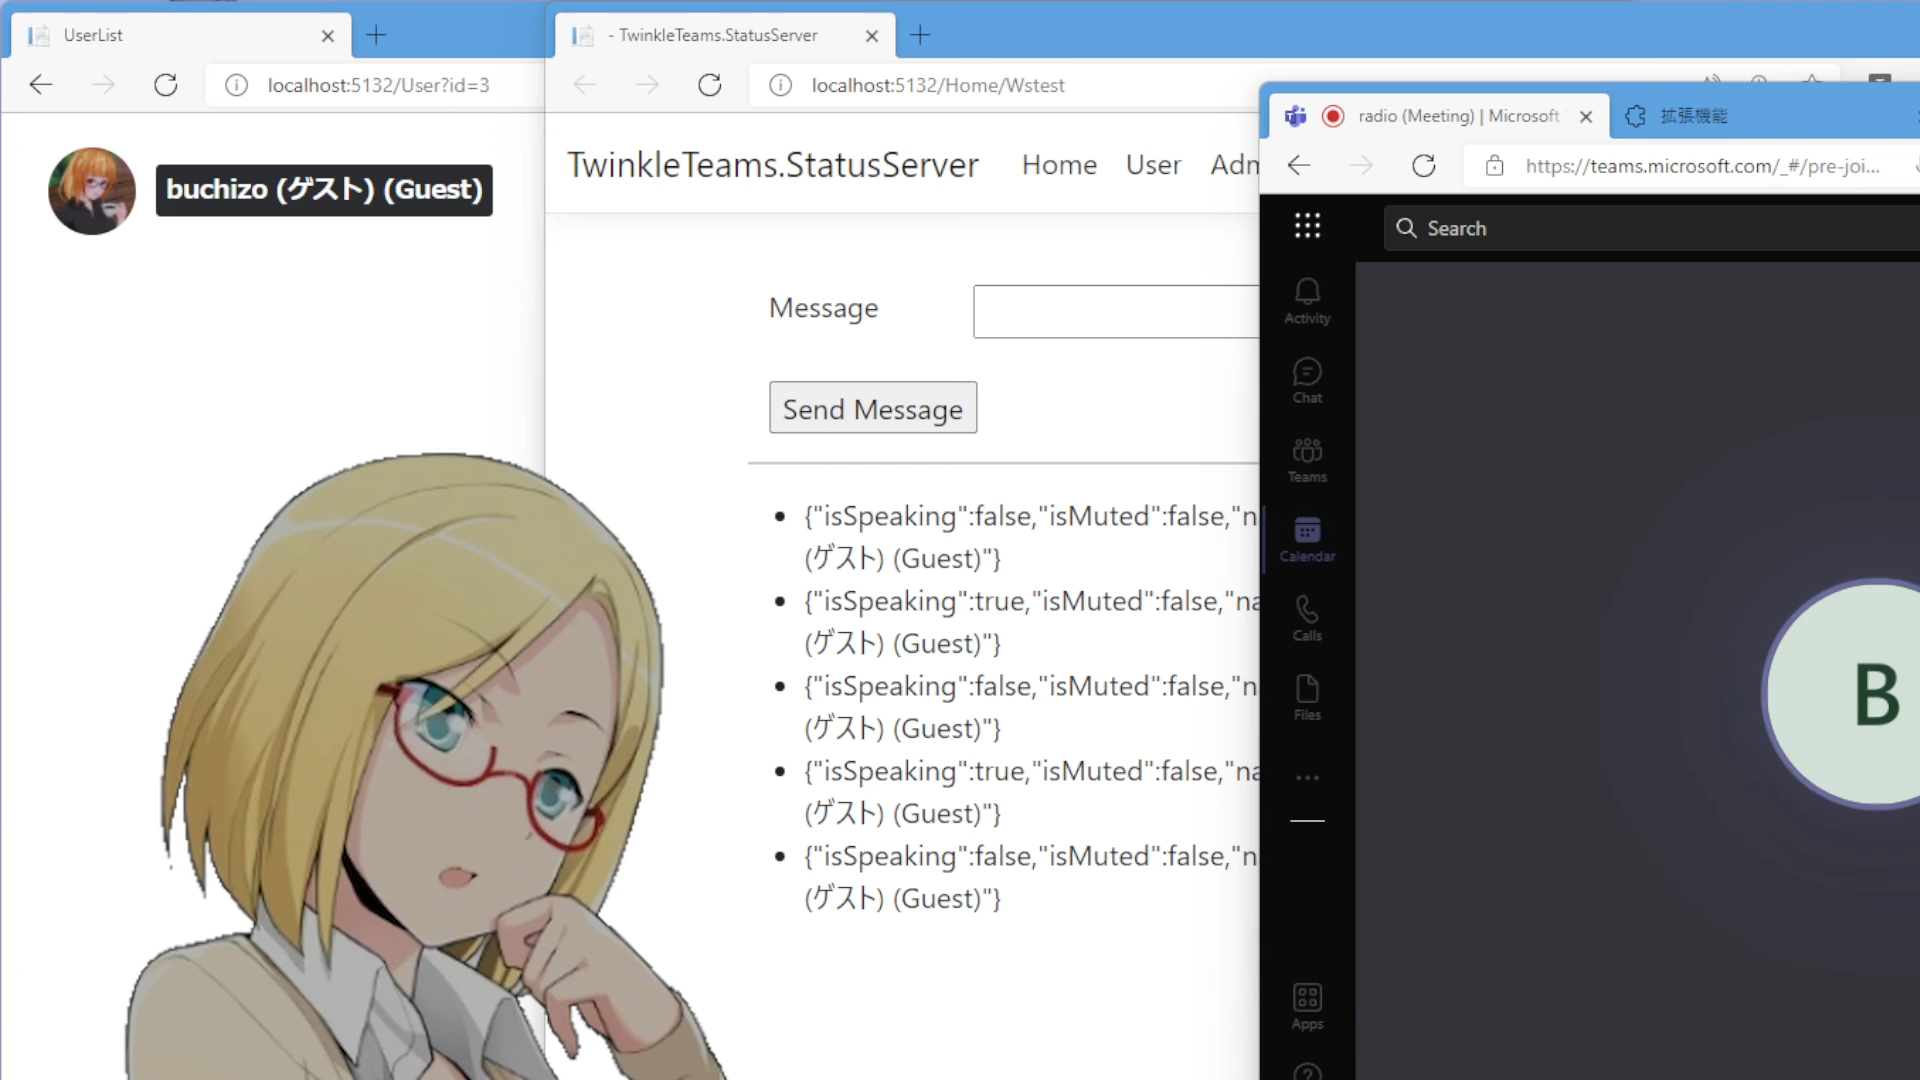 UserList
localhost:5132/User?id=3
buchizo (ゲスト) (Guest)
- TwinkleTeams.StatusServer
localhost:5132/Home/Wstest
TwinkleTeams.StatusServer
Home
User
Adn
Message
Send Message
{"isSpeaking":false,"isMuted":false,"n
(ゲスト) (Guest)"}
{"isSpeaking":true,"isMuted":false,"na
(ゲスト) (Guest)"}
{"isSpeaking":false,"isMuted":false,"n
(ゲスト) (Guest)"}
{"isSpeaking":true,"isMuted":false,"na
(ゲスト) (Guest)"}
{"isSpeaking":false,"isMuted":false,"n
(ゲスト) (Guest)"}
radio (Meeting) | Microsoft
拡張機能
https://teams.microsoft.com/_#/pre-joi...
Search
Activity
Chat
Teams
Calendar
Calls
Files
Apps
B